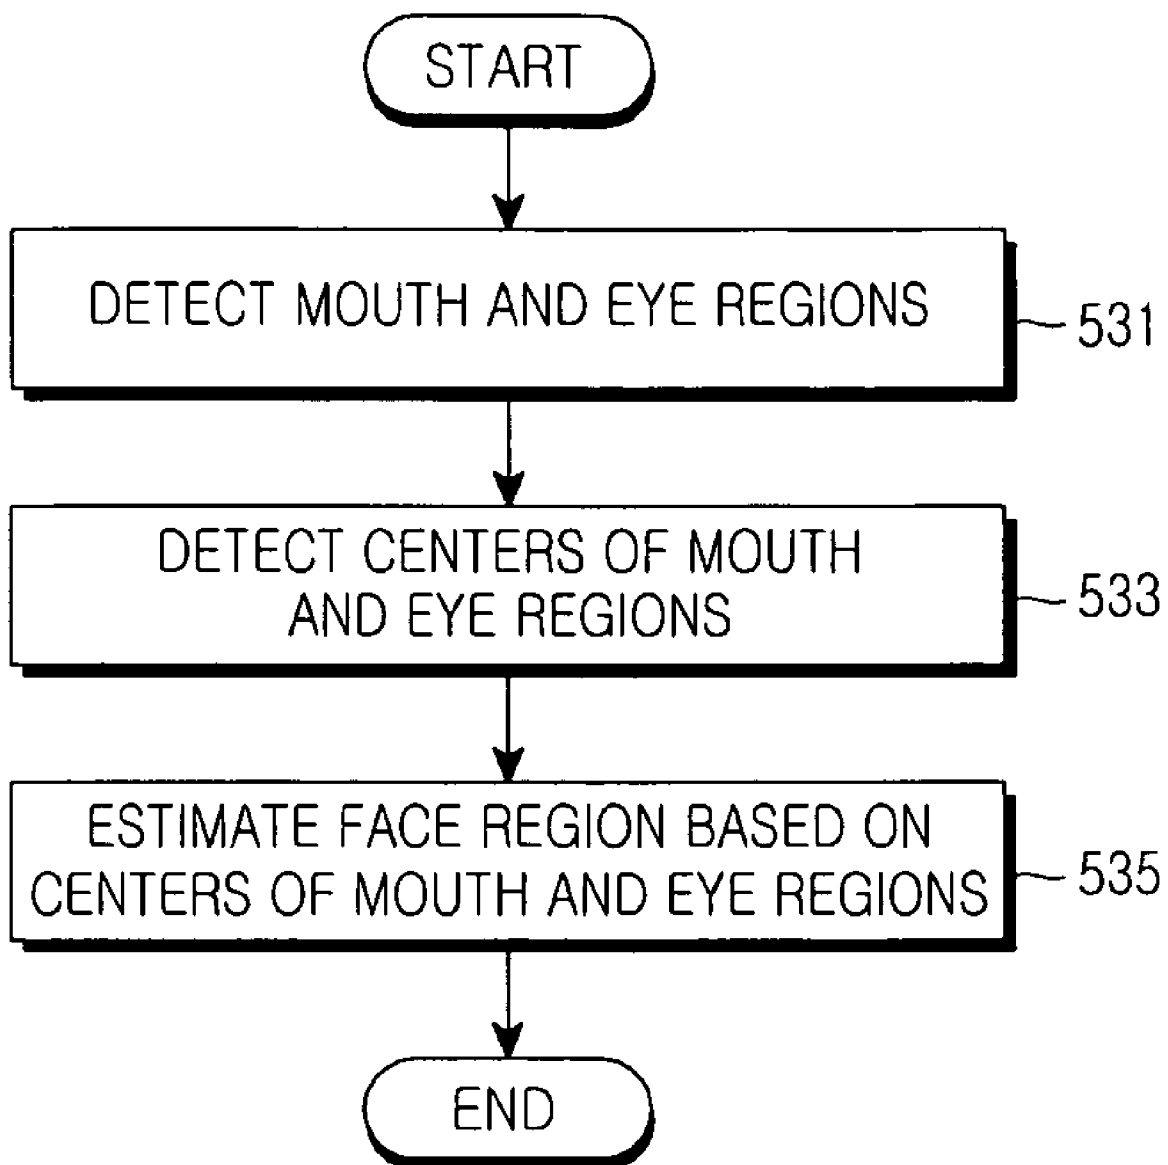 START
DETECT MOUTH AND EYE REGIONS
531
DETECT CENTERS OF MOUTH
AND EYE REGIONS
533
ESTIMATE FACE REGION BASED ON
CENTERS OF MOUTH AND EYE REGIONS
535
END